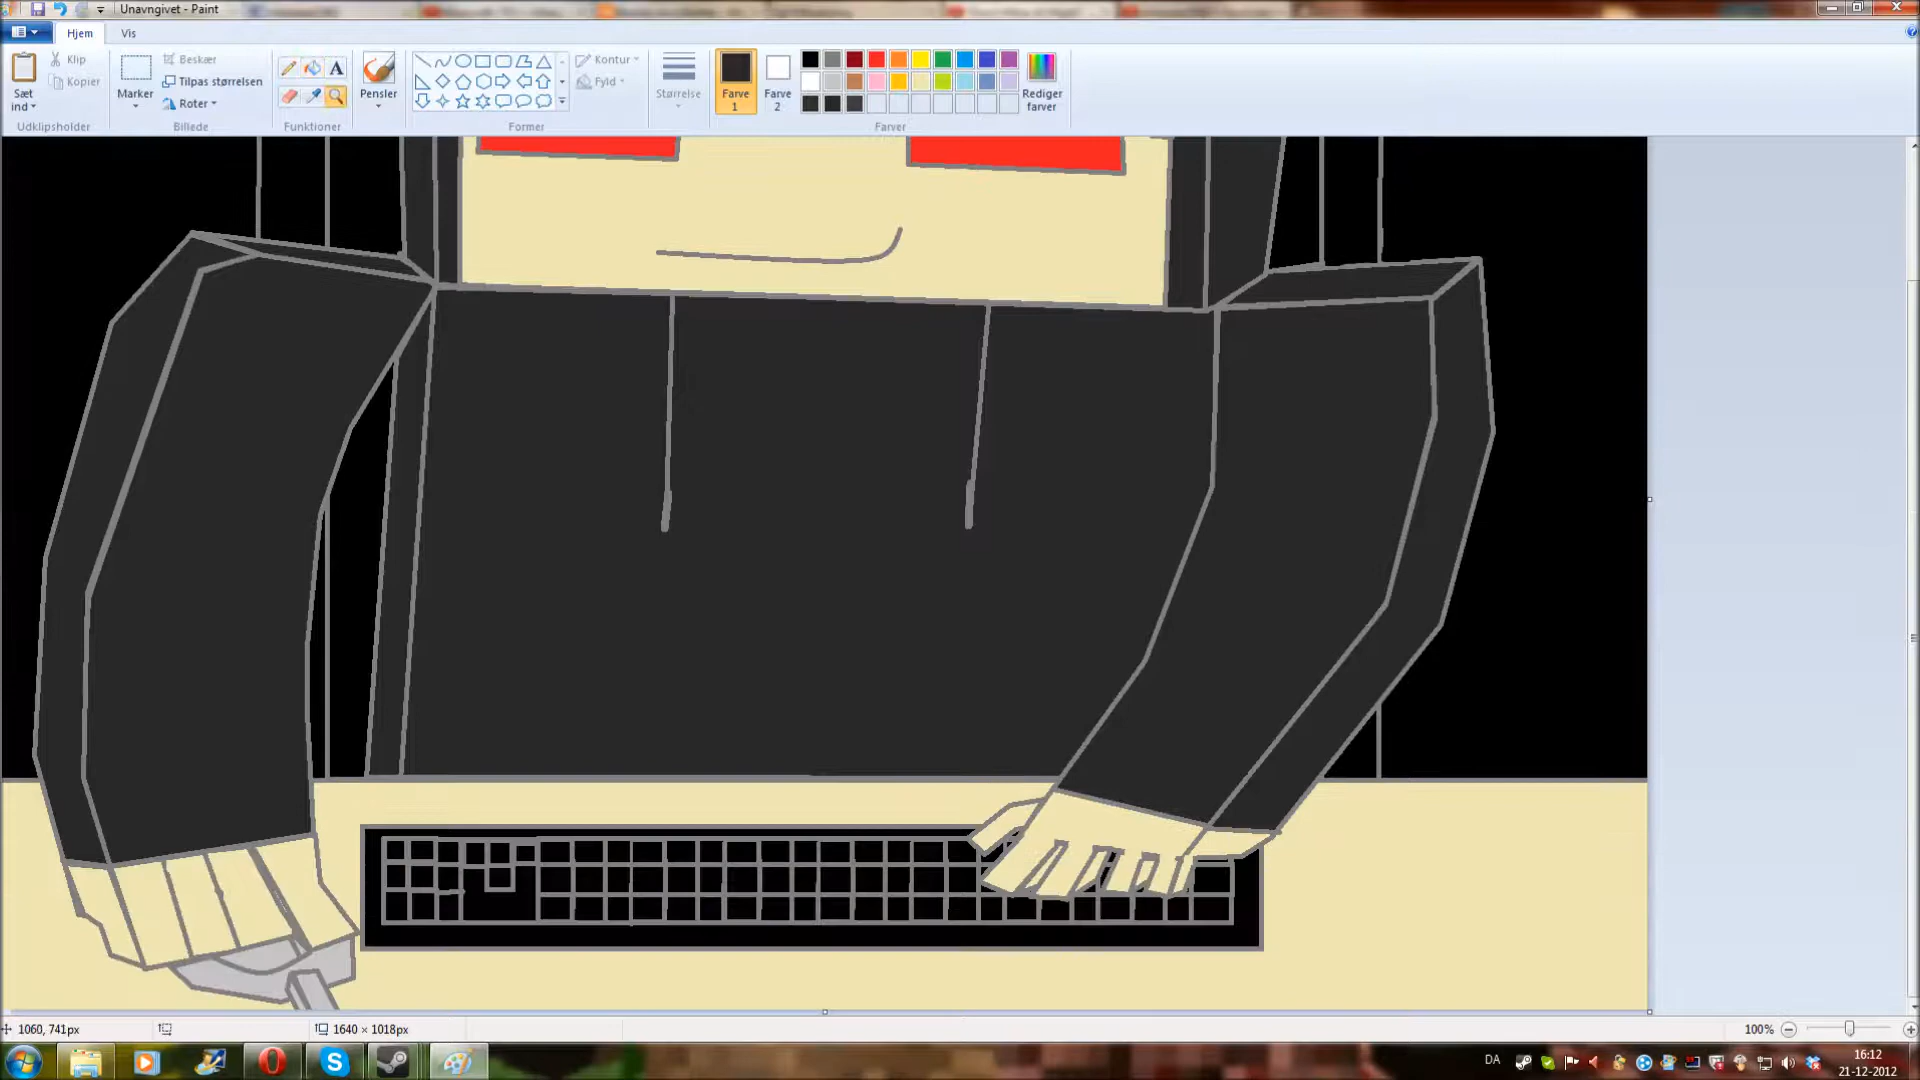 Unavngivet - Paint
Hjem
Vis
Sæt ind
Klip
Kopier
Udklipsholder
Marker
Beskær
Tilpas størrelsen
Roter
Billede
A
Funktioner
Pensler
Kontur
Fyld
Former
Størrelse
Farve 1
Farve 2
Rediger farver
Farver
1060, 741px
1640 × 1018px
100%
DA
16:12
21-12-2012